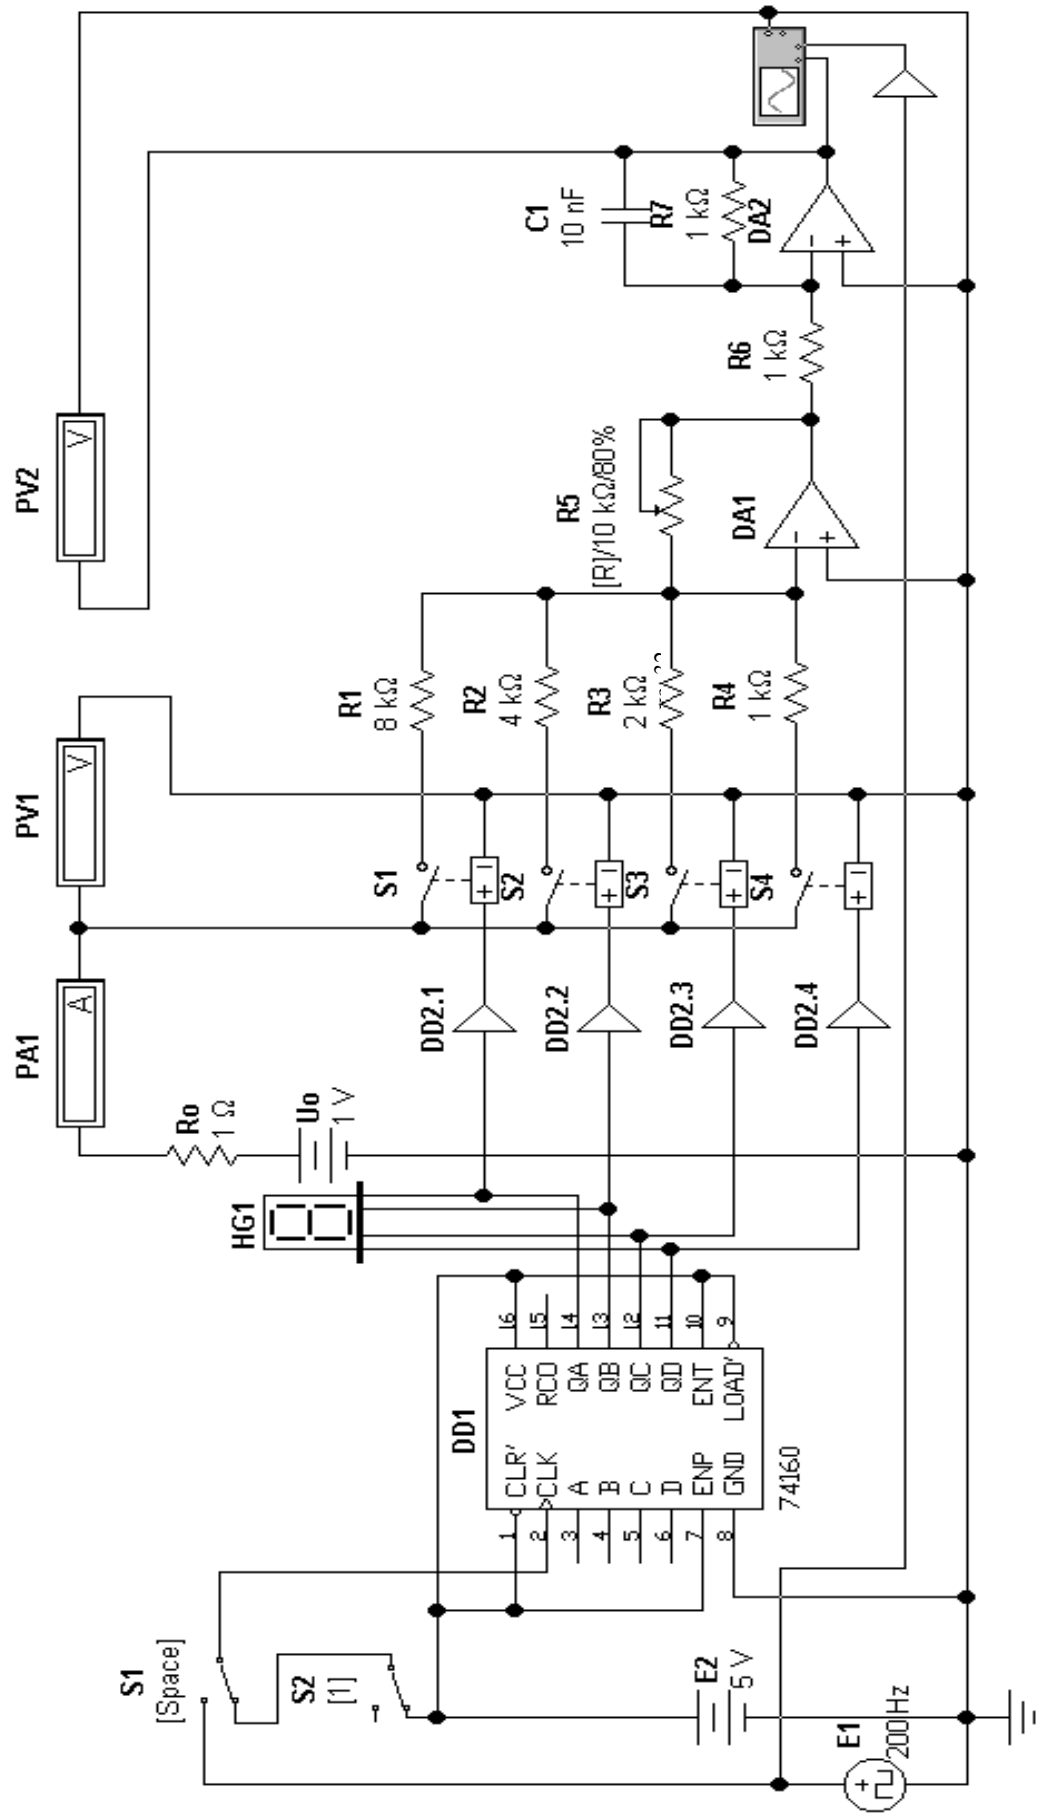 S1
[Space]
S2
[1]
E2
5 V
E1
200 Hz
DD1
1
2
3
4
5
6
7
8
CLR'
CLK
A
B
C
D
ENP
GND
VCC
RCO
QA
QB
QC
QD
ENT
LOAD'
16
15
14
13
12
11
10
9
74160
HG1
Uo
1 V
Ro
1 Ω
PA1
A
DD2.1
DD2.2
DD2.3
DD2.4
PV1
V
S1
S2
S3
S4
+ -
+ -
+ -
+ -
R1
8 kΩ
R2
4 kΩ
R3
2 kΩ
R4
1 kΩ
PV2
V
R5
[R]/10 kΩ/80%
DA1
-
+
R6
1 kΩ
C1
10 nF
R7
1 kΩ
DA2
-
+
+